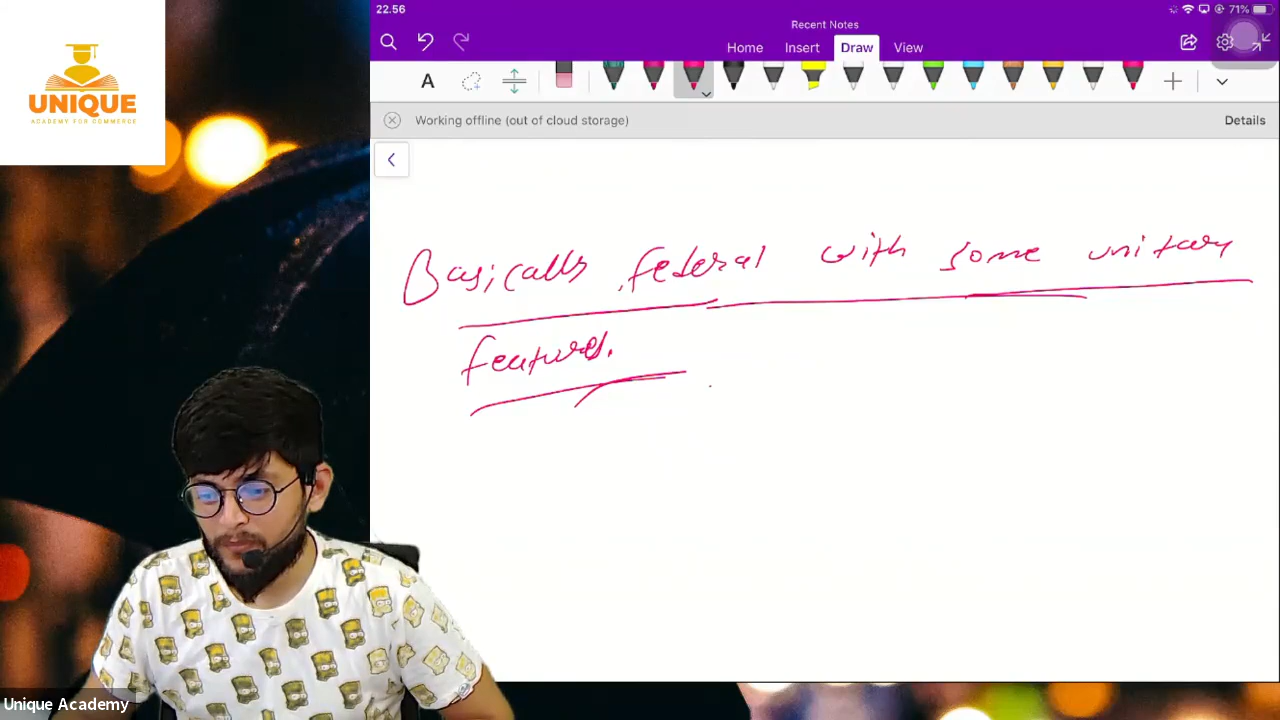 22.56
71%
Recent Notes
Home Insert Draw View
A
Working offline (out of cloud storage)
Details
UNIQUE
ACADEMY FOR COMMERCE
Basically federal with some unitary
features.
Unique Academy